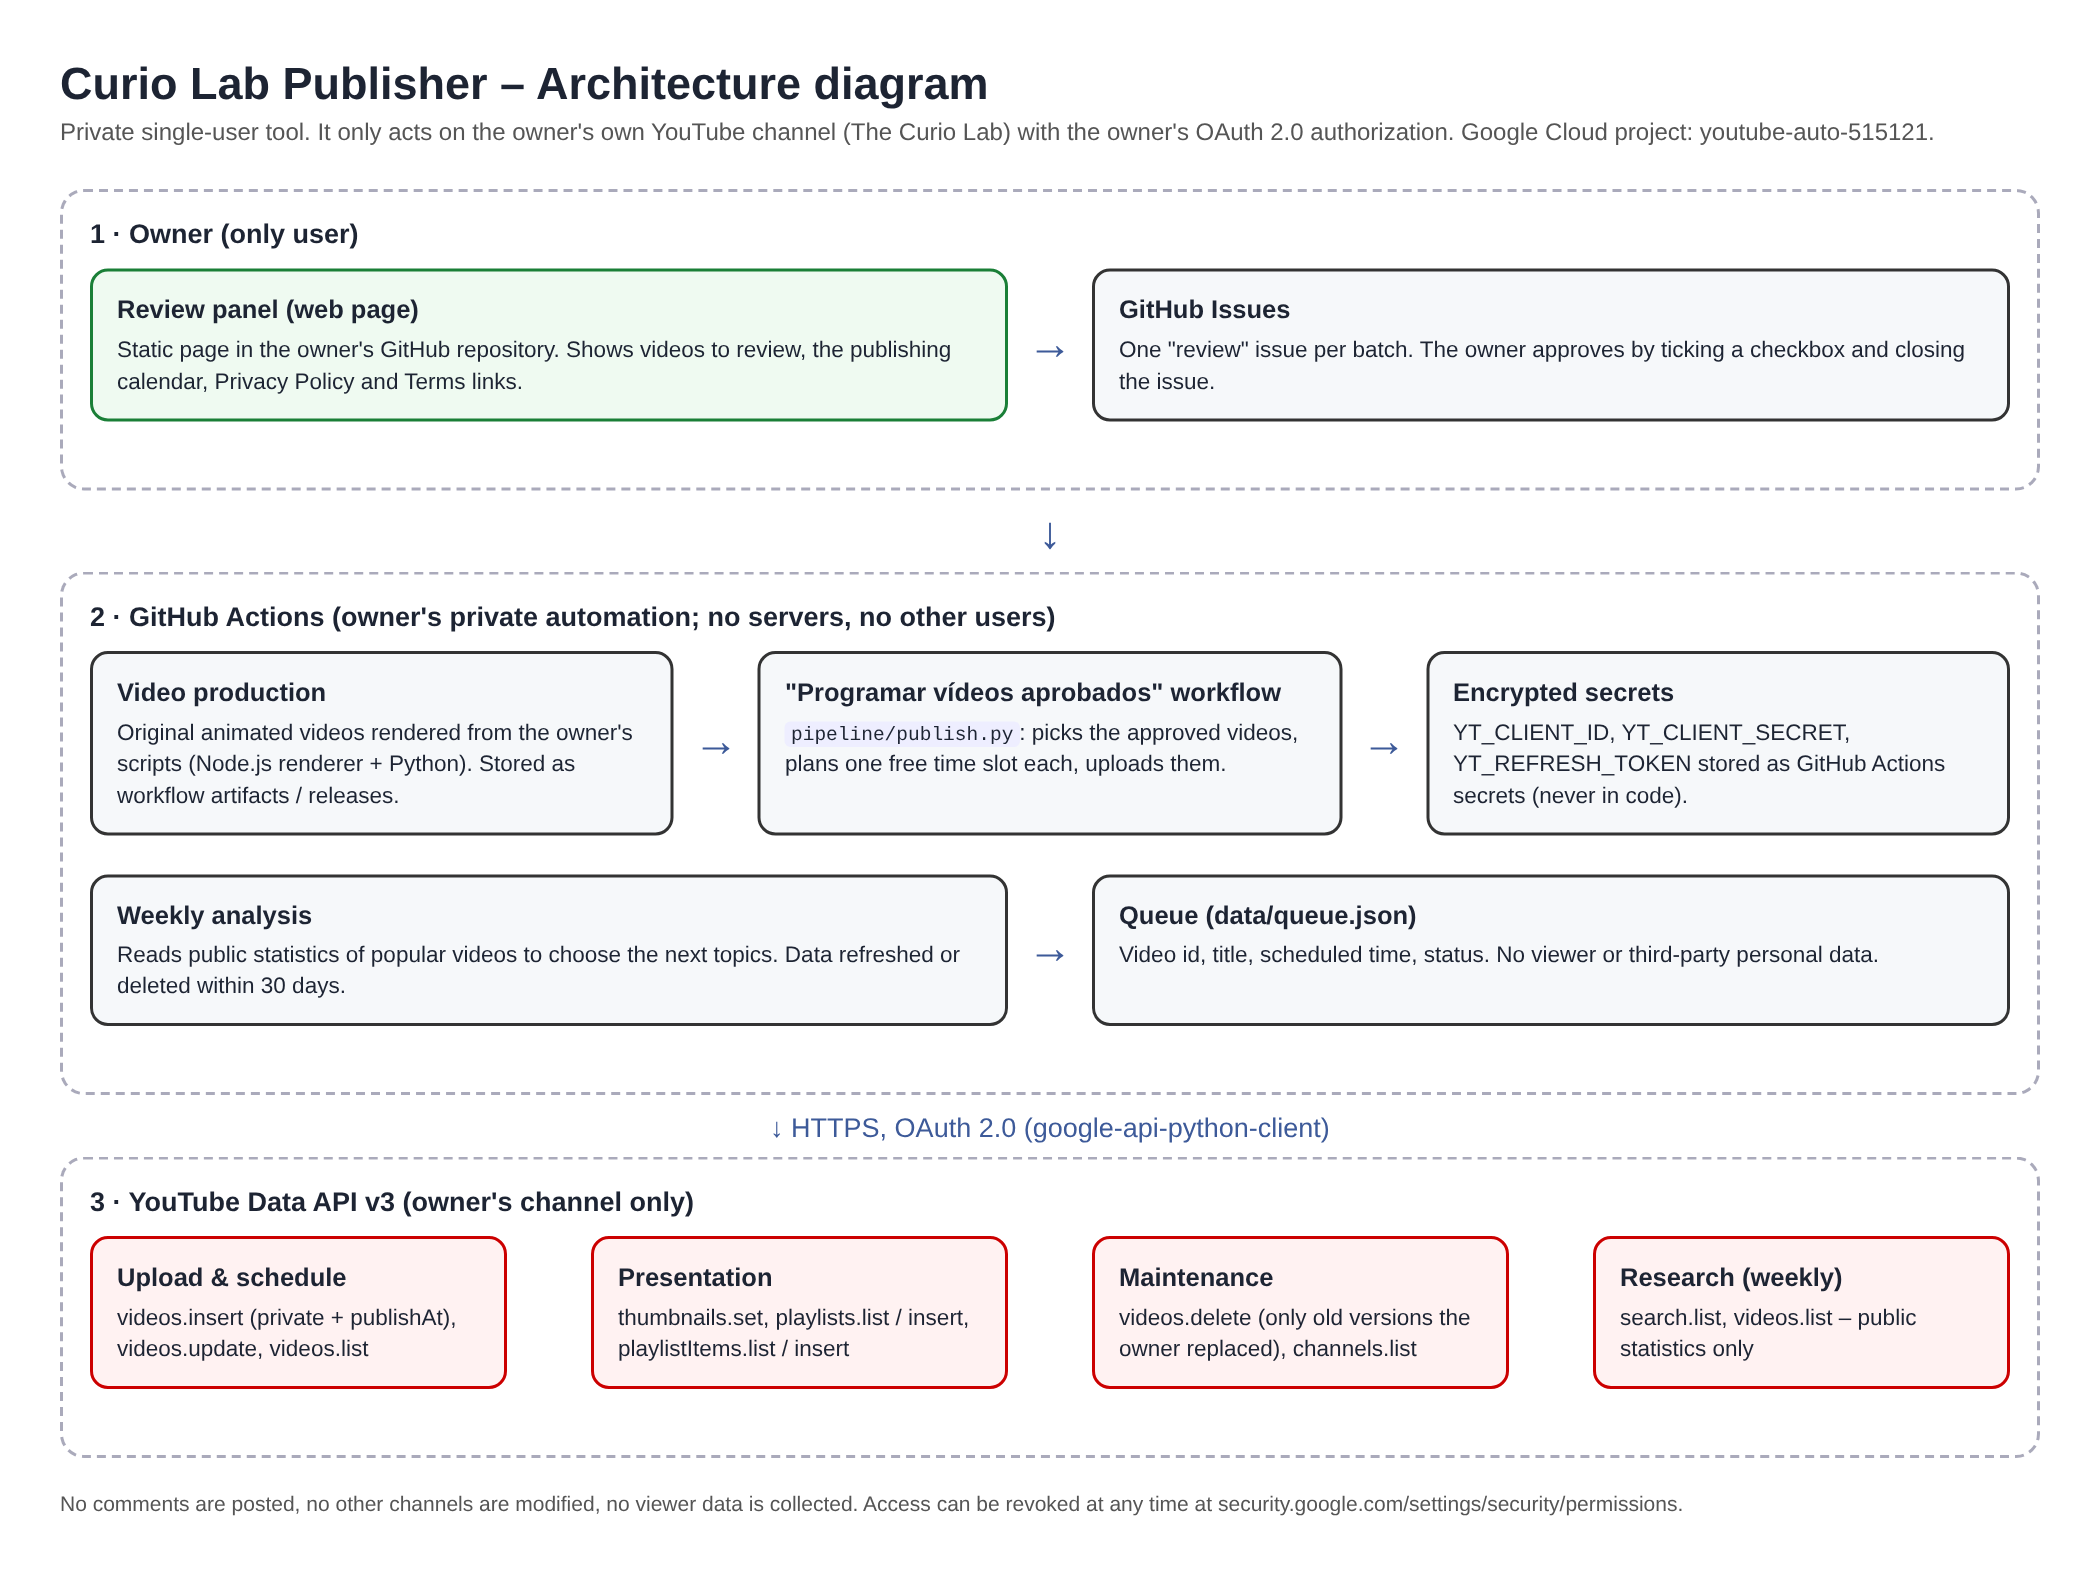 Curio Lab Publisher – Architecture diagram
Private single-user tool. It only acts on the owner's own YouTube channel (The Curio Lab) with the owner's OAuth 2.0 authorization. Google Cloud project: youtube-auto-515121.
1 · Owner (only user)
Review panel (web page)
Static page in the owner's GitHub repository. Shows videos to review, the publishing
calendar, Privacy Policy and Terms links.
→
GitHub Issues
One "review" issue per batch. The owner approves by ticking a checkbox and closing
the issue.
↓
2 · GitHub Actions (owner's private automation; no servers, no other users)
Video production
Original animated videos rendered from the owner's
scripts (Node.js renderer + Python). Stored as
workflow artifacts / releases.
→
"Programar vídeos aprobados" workflow
pipeline/publish.py: picks the approved videos,
plans one free time slot each, uploads them.
→
Encrypted secrets
YT_CLIENT_ID, YT_CLIENT_SECRET,
YT_REFRESH_TOKEN stored as GitHub Actions
secrets (never in code).
Weekly analysis
Reads public statistics of popular videos to choose the next topics. Data refreshed or
deleted within 30 days.
→
Queue (data/queue.json)
Video id, title, scheduled time, status. No viewer or third-party personal data.
↓ HTTPS, OAuth 2.0 (google-api-python-client)
3 · YouTube Data API v3 (owner's channel only)
Upload & schedule
videos.insert (private + publishAt),
videos.update, videos.list
Presentation
thumbnails.set, playlists.list / insert,
playlistItems.list / insert
Maintenance
videos.delete (only old versions the
owner replaced), channels.list
Research (weekly)
search.list, videos.list – public
statistics only
No comments are posted, no other channels are modified, no viewer data is collected. Access can be revoked at any time at security.google.com/settings/security/permissions.